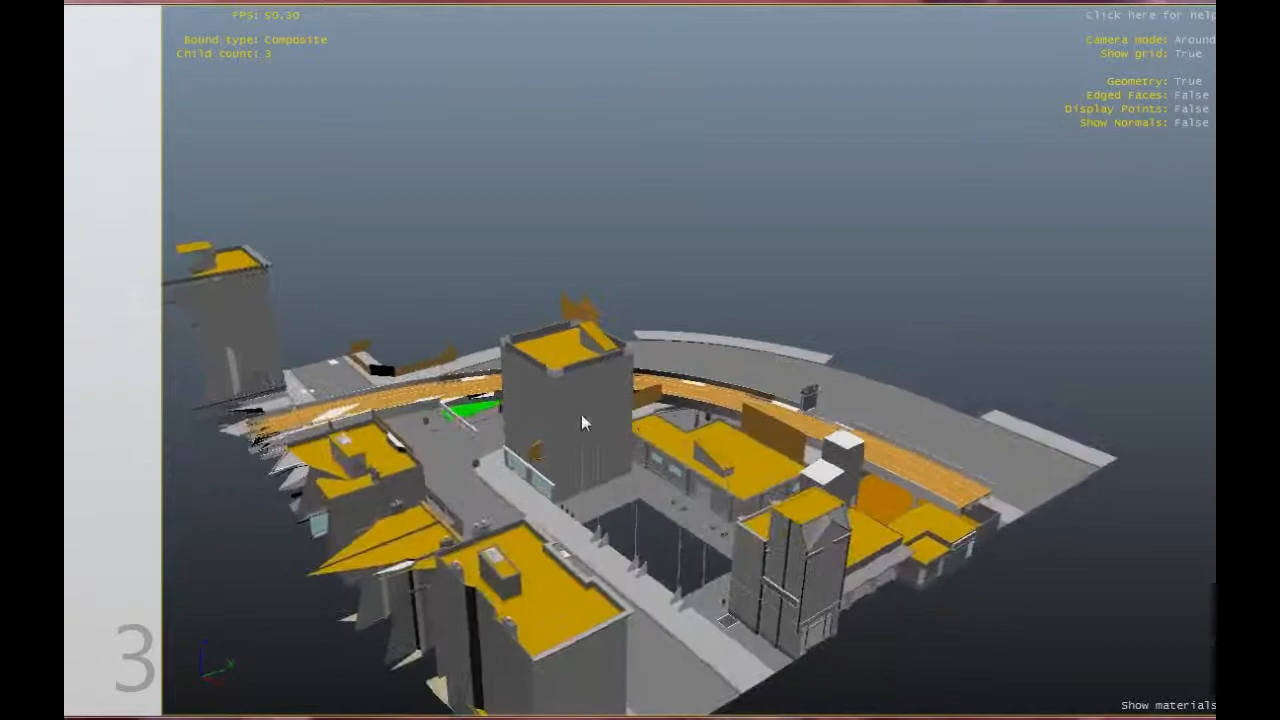 FPS: 59.30
Click here for help
Bound type: Composite
Child count: 3
Camera mode: Around
Show grid: True
Geometry: True
Edged Faces: False
Display Points: False
Show Normals: False
3
X
Show materials